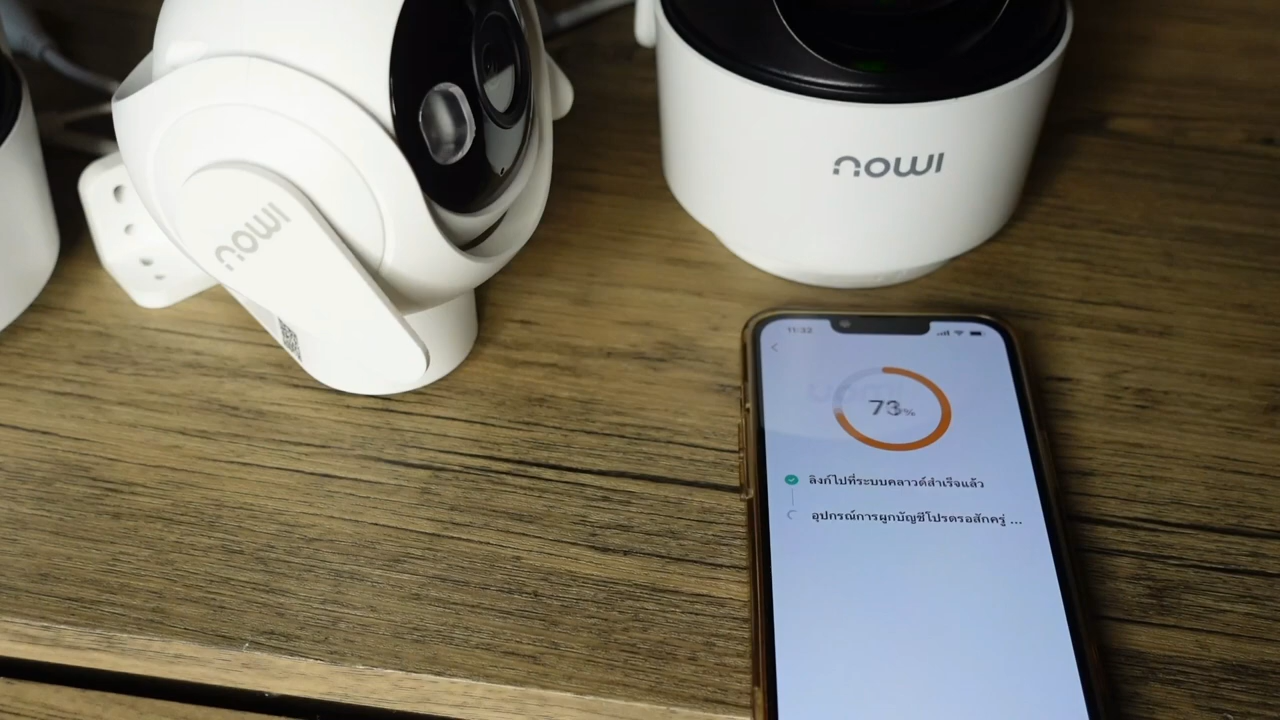 nowi
nowi
11:32
73%
ลิงก์ไปที่ระบบคลาวด์สำเร็จแล้ว
อุปกรณ์การผูกบัญชีโปรดรอสักครู่ ...